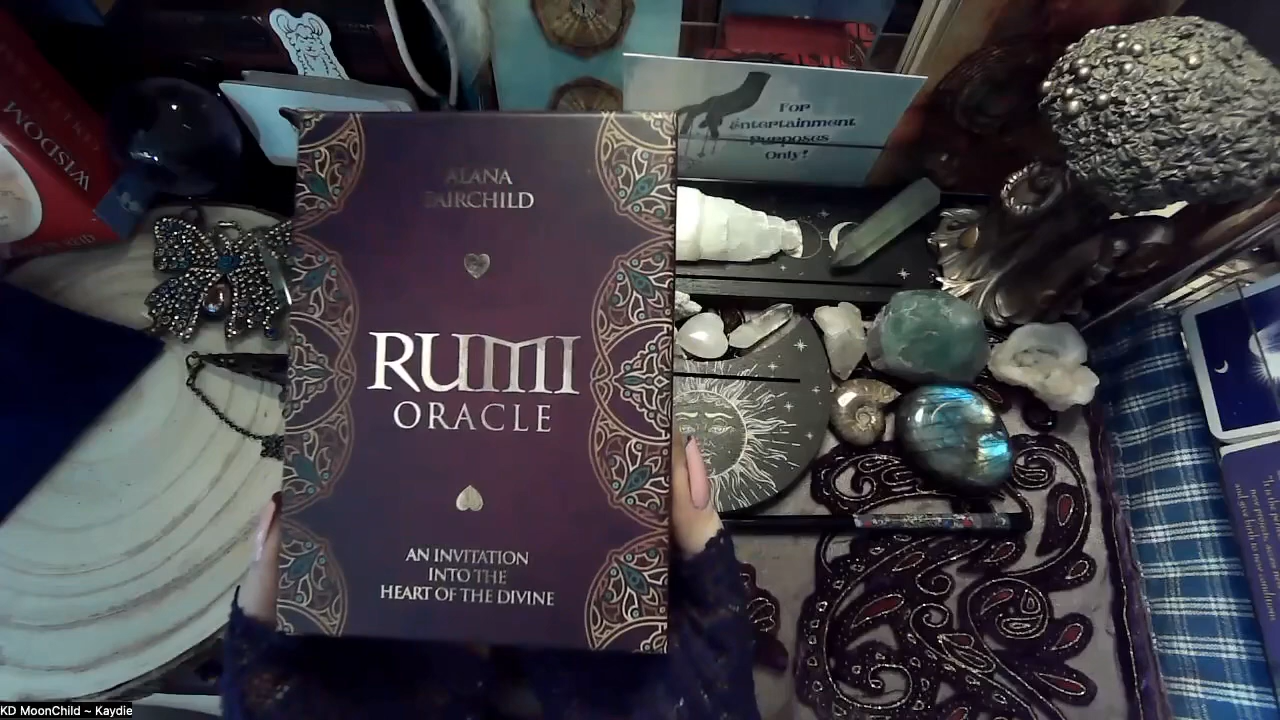 WISDOM
For
Entertainment
Purposes
Only!
ALANA
FAIRCHILD
RUMI
ORACLE
AN INVITATION
INTO THE
HEART OF THE DIVINE
KD MoonChild ~ Kaydie